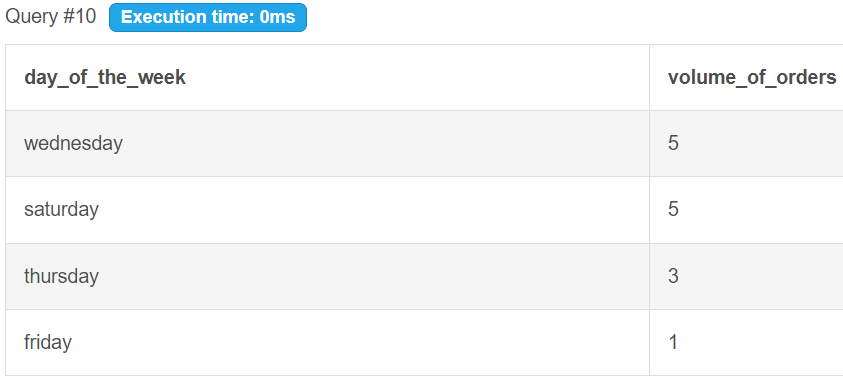 Query #10 Execution time: 0ms
day_of_the_week volume_of_orders
wednesday 5
saturday 5
thursday 3
friday 1